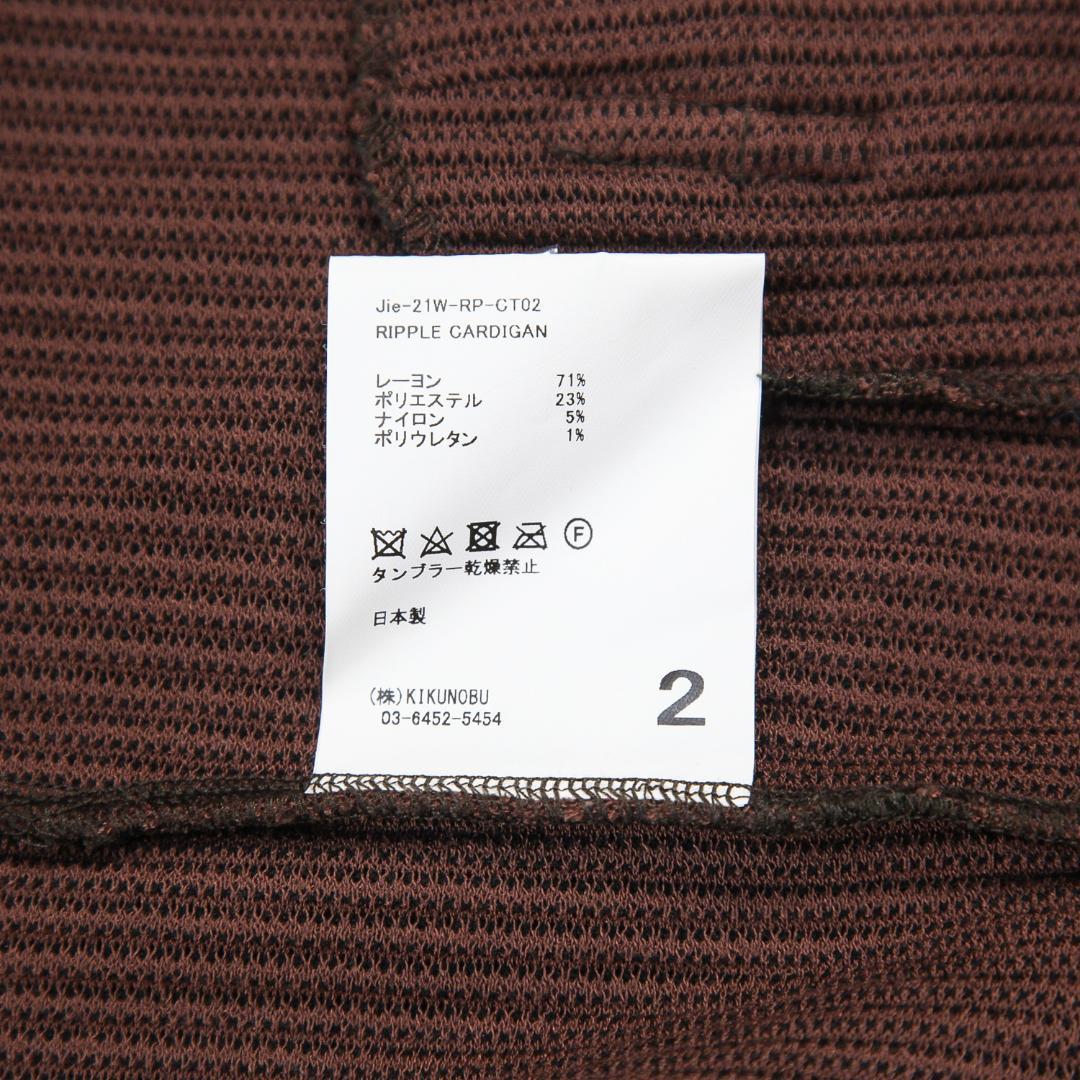 Jie-21W-RP-CT02
RIPPLE CARDIGAN
レーヨン 71%
ポリエステル 23%
ナイロン 5%
ポリウレタン 1%
F
タンブラー乾燥禁止
日本製
(株)KIKUNOBU
03-6452-5454
2